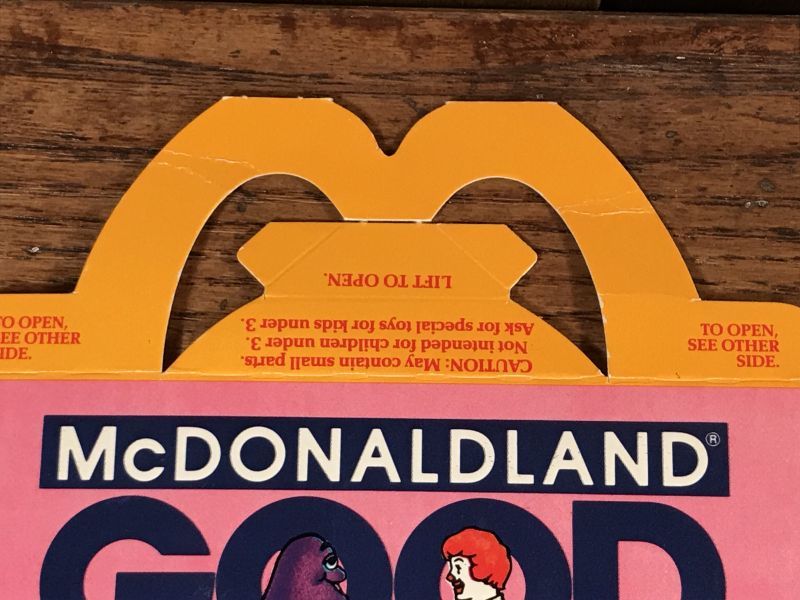 LIFT TO OPEN.
Ask for special toys for kids under 3.
Not intended for children under 3.
CAUTION: May contain small parts.
TO OPEN,
SEE OTHER
SIDE.
TO OPEN,
SEE OTHER
SIDE.
McDONALDLAND®
GOOD